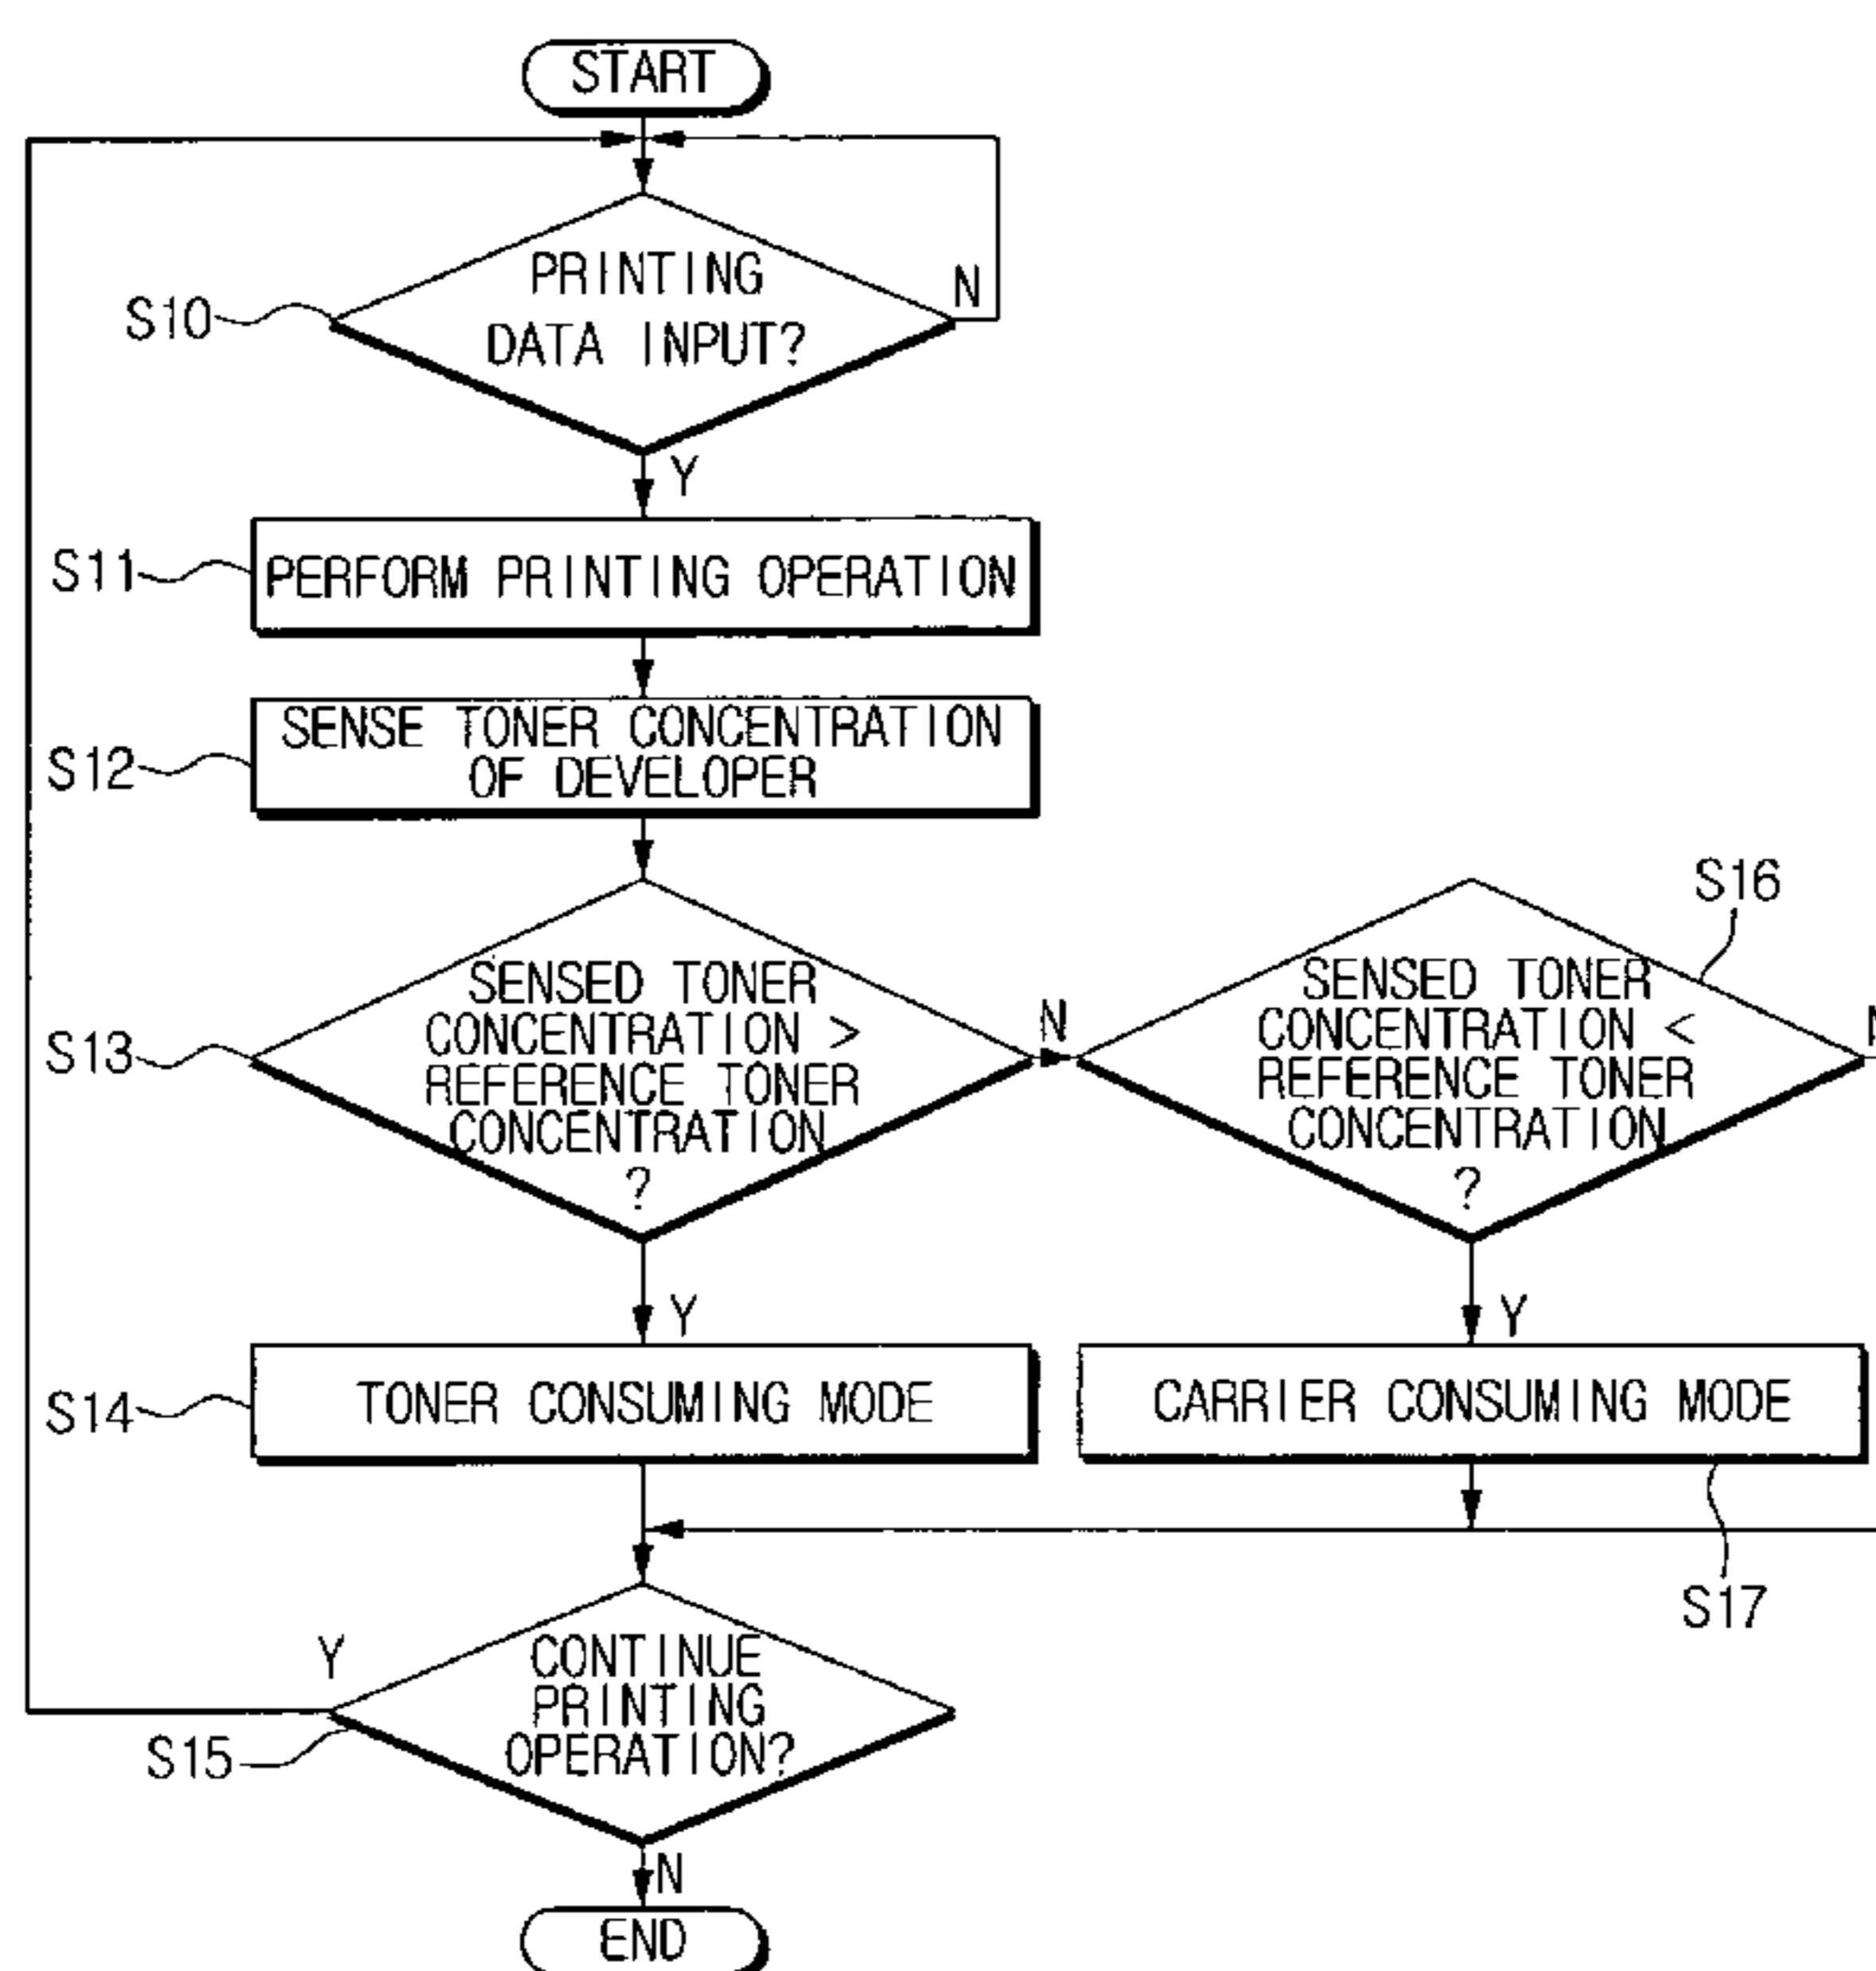 START
PRINTING
DATA INPUT?
N
S10
Y
S11
PERFORM PRINTING OPERATION
S12
SENSE TONER CONCENTRATION
OF DEVELOPER
S13
SENSED TONER
CONCENTRATION >
REFERENCE TONER
CONCENTRATION
?
N
S16
SENSED TONER
CONCENTRATION <
REFERENCE TONER
CONCENTRATION
?
Y
Y
S14
TONER CONSUMING MODE
CARRIER CONSUMING MODE
S17
Y
CONTINUE
PRINTING
OPERATION?
S15
N
END